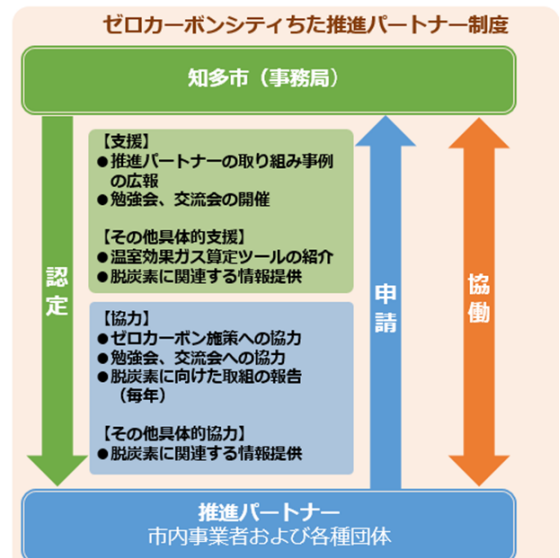 ゼロカーボンシティちた推進パートナー制度
知多市（事務局）
【支援】
●推進パートナーの取り組み事例
の広報
●勉強会、交流会の開催
【その他具体的支援】
●温室効果ガス算定ツールの紹介
●脱炭素に関連する情報提供
認定
【協力】
●ゼロカーボン施策への協力
●勉強会、交流会への協力
●脱炭素に向けた取組の報告
（毎年）
【その他具体的協力】
●脱炭素に関連する情報提供
申請
協働
推進パートナー
市内事業者および各種団体